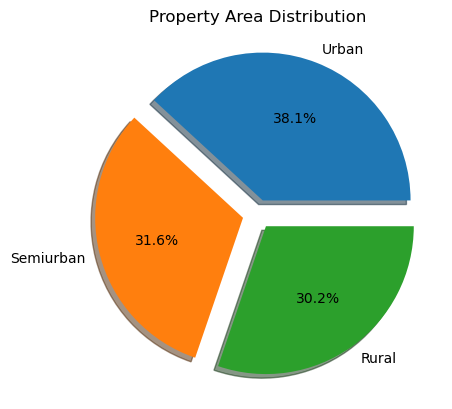 Property Area Distribution
Urban
38.1%
31.6%
Semiurban
30.2%
Rural